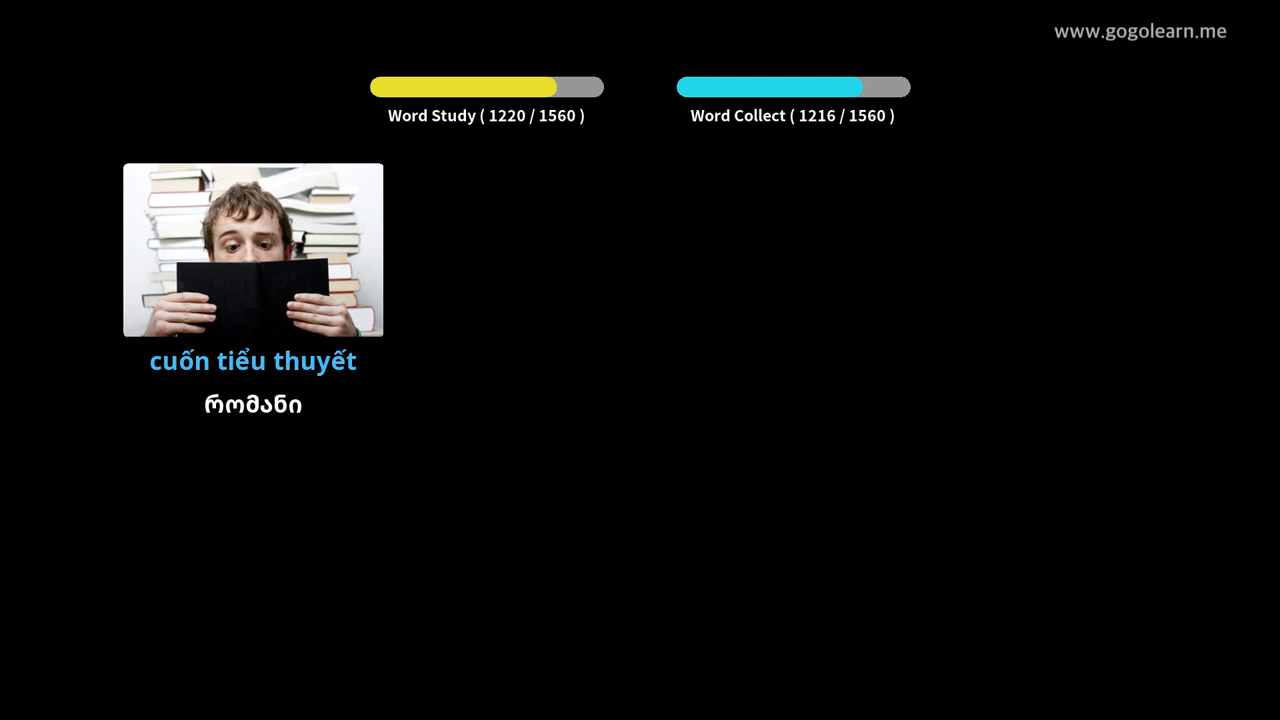 www.gogolearn.me
Word Study ( 1220 / 1560 )
Word Collect ( 1216 / 1560 )
cuốn tiểu thuyết
რომანი